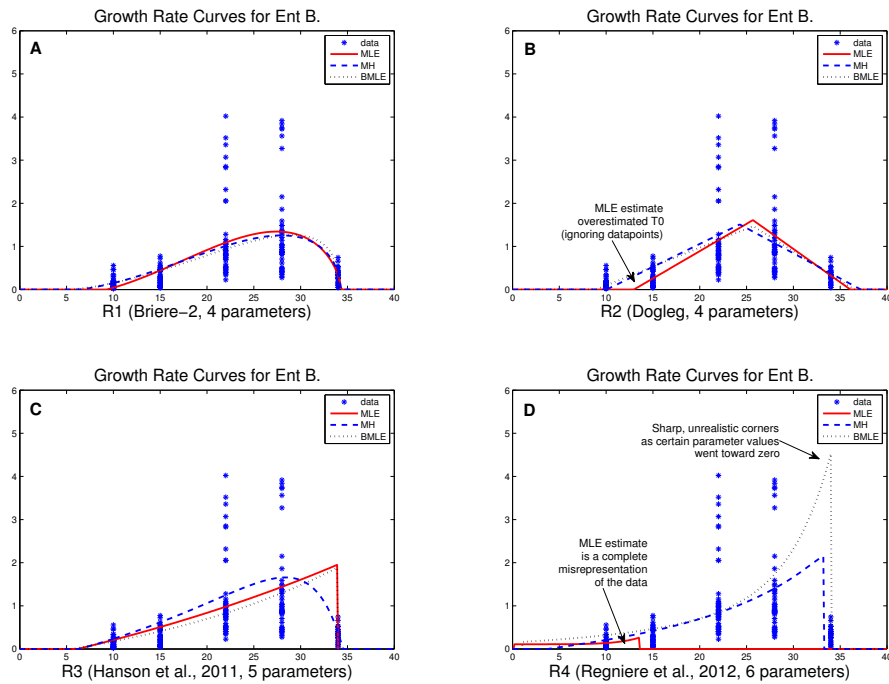 Growth Rate Curves for Ent B.
A
data
MLE
MH
BMLE
6
5
4
3
2
1
0
0 5 10 15 20 25 30 35 40
R1 (Briere−2, 4 parameters)
Growth Rate Curves for Ent B.
B
data
MLE
MH
BMLE
MLE estimate
overestimated T0
(ignoring datapoints)
6
5
4
3
2
1
0
0 5 10 15 20 25 30 35 40
R2 (Dogleg, 4 parameters)
Growth Rate Curves for Ent B.
C
data
MLE
MH
BMLE
6
5
4
3
2
1
0
0 5 10 15 20 25 30 35 40
R3 (Hanson et al., 2011, 5 parameters)
Growth Rate Curves for Ent B.
D
data
MLE
MH
BMLE
Sharp, unrealistic corners
as certain parameter values
went toward zero
MLE estimate
is a complete
misrepresentation
of the data
6
5
4
3
2
1
0
0 5 10 15 20 25 30 35 40
R4 (Regniere et al., 2012, 6 parameters)